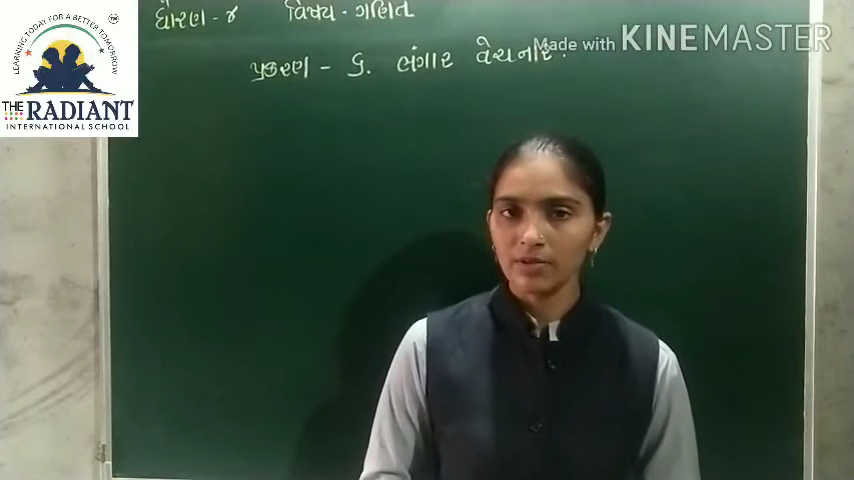 ધોરણ - ૪ વિષય - ગણિત
પ્રકરણ - ૬. ભંગાર વેચનાર.
Made with KINEMASTER
LEARNING TODAY FOR A BETTER TOMORROW
THE RADIANT
INTERNATIONAL SCHOOL